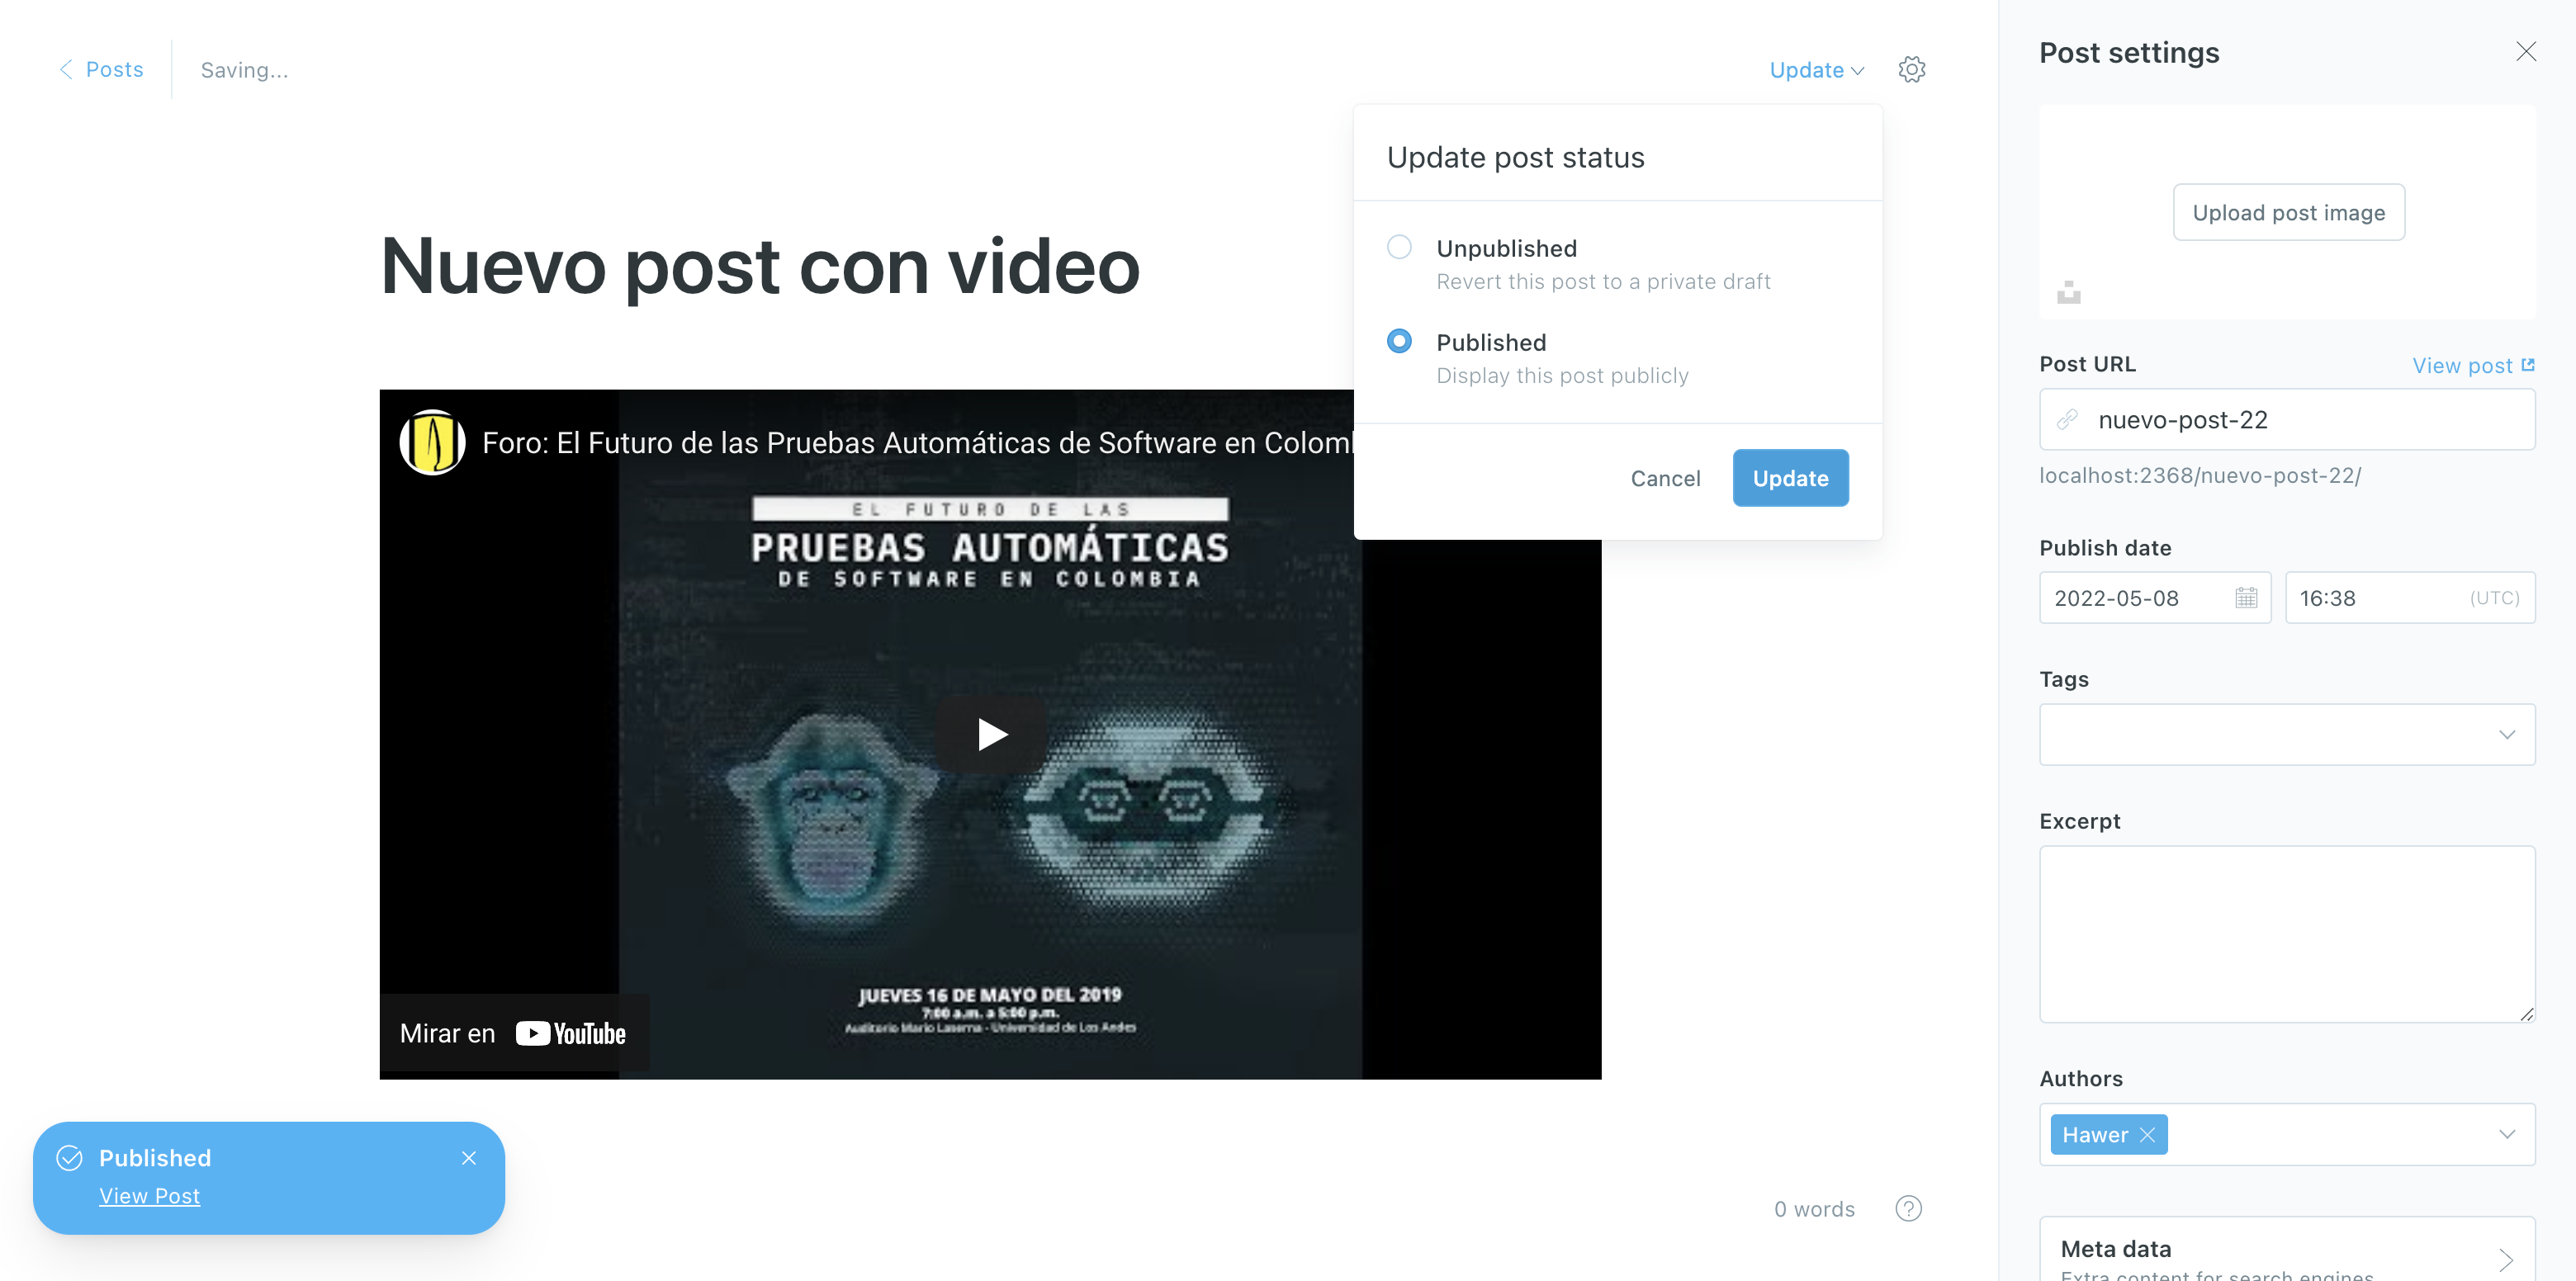 Posts
Saving...
Update
Update post status
Unpublished
Revert this post to a private draft
Published
Display this post publicly
Cancel
Update
Nuevo post con video
Foro: El Futuro de las Pruebas Automáticas de Software en
EL FUTURO DE LAS
PRUEBAS AUTOMÁTICAS
DE SOFTWARE EN COLOMBIA
JUEVES 16 DE MAYO DEL 2019
7:00 a.m. a 5:00 p.m.
Auditorio Mario Laserna - Universidad de Los Andes
Mirar en YouTube
Published
View Post
0 words
?
Post settings
Upload post image
Post URL
View post
nuevo-post-22
localhost:2368/nuevo-post-22/
Publish date
2022-05-08
16:38 (UTC)
Tags
Excerpt
Authors
Hawer
Meta data
Extra content for search engines